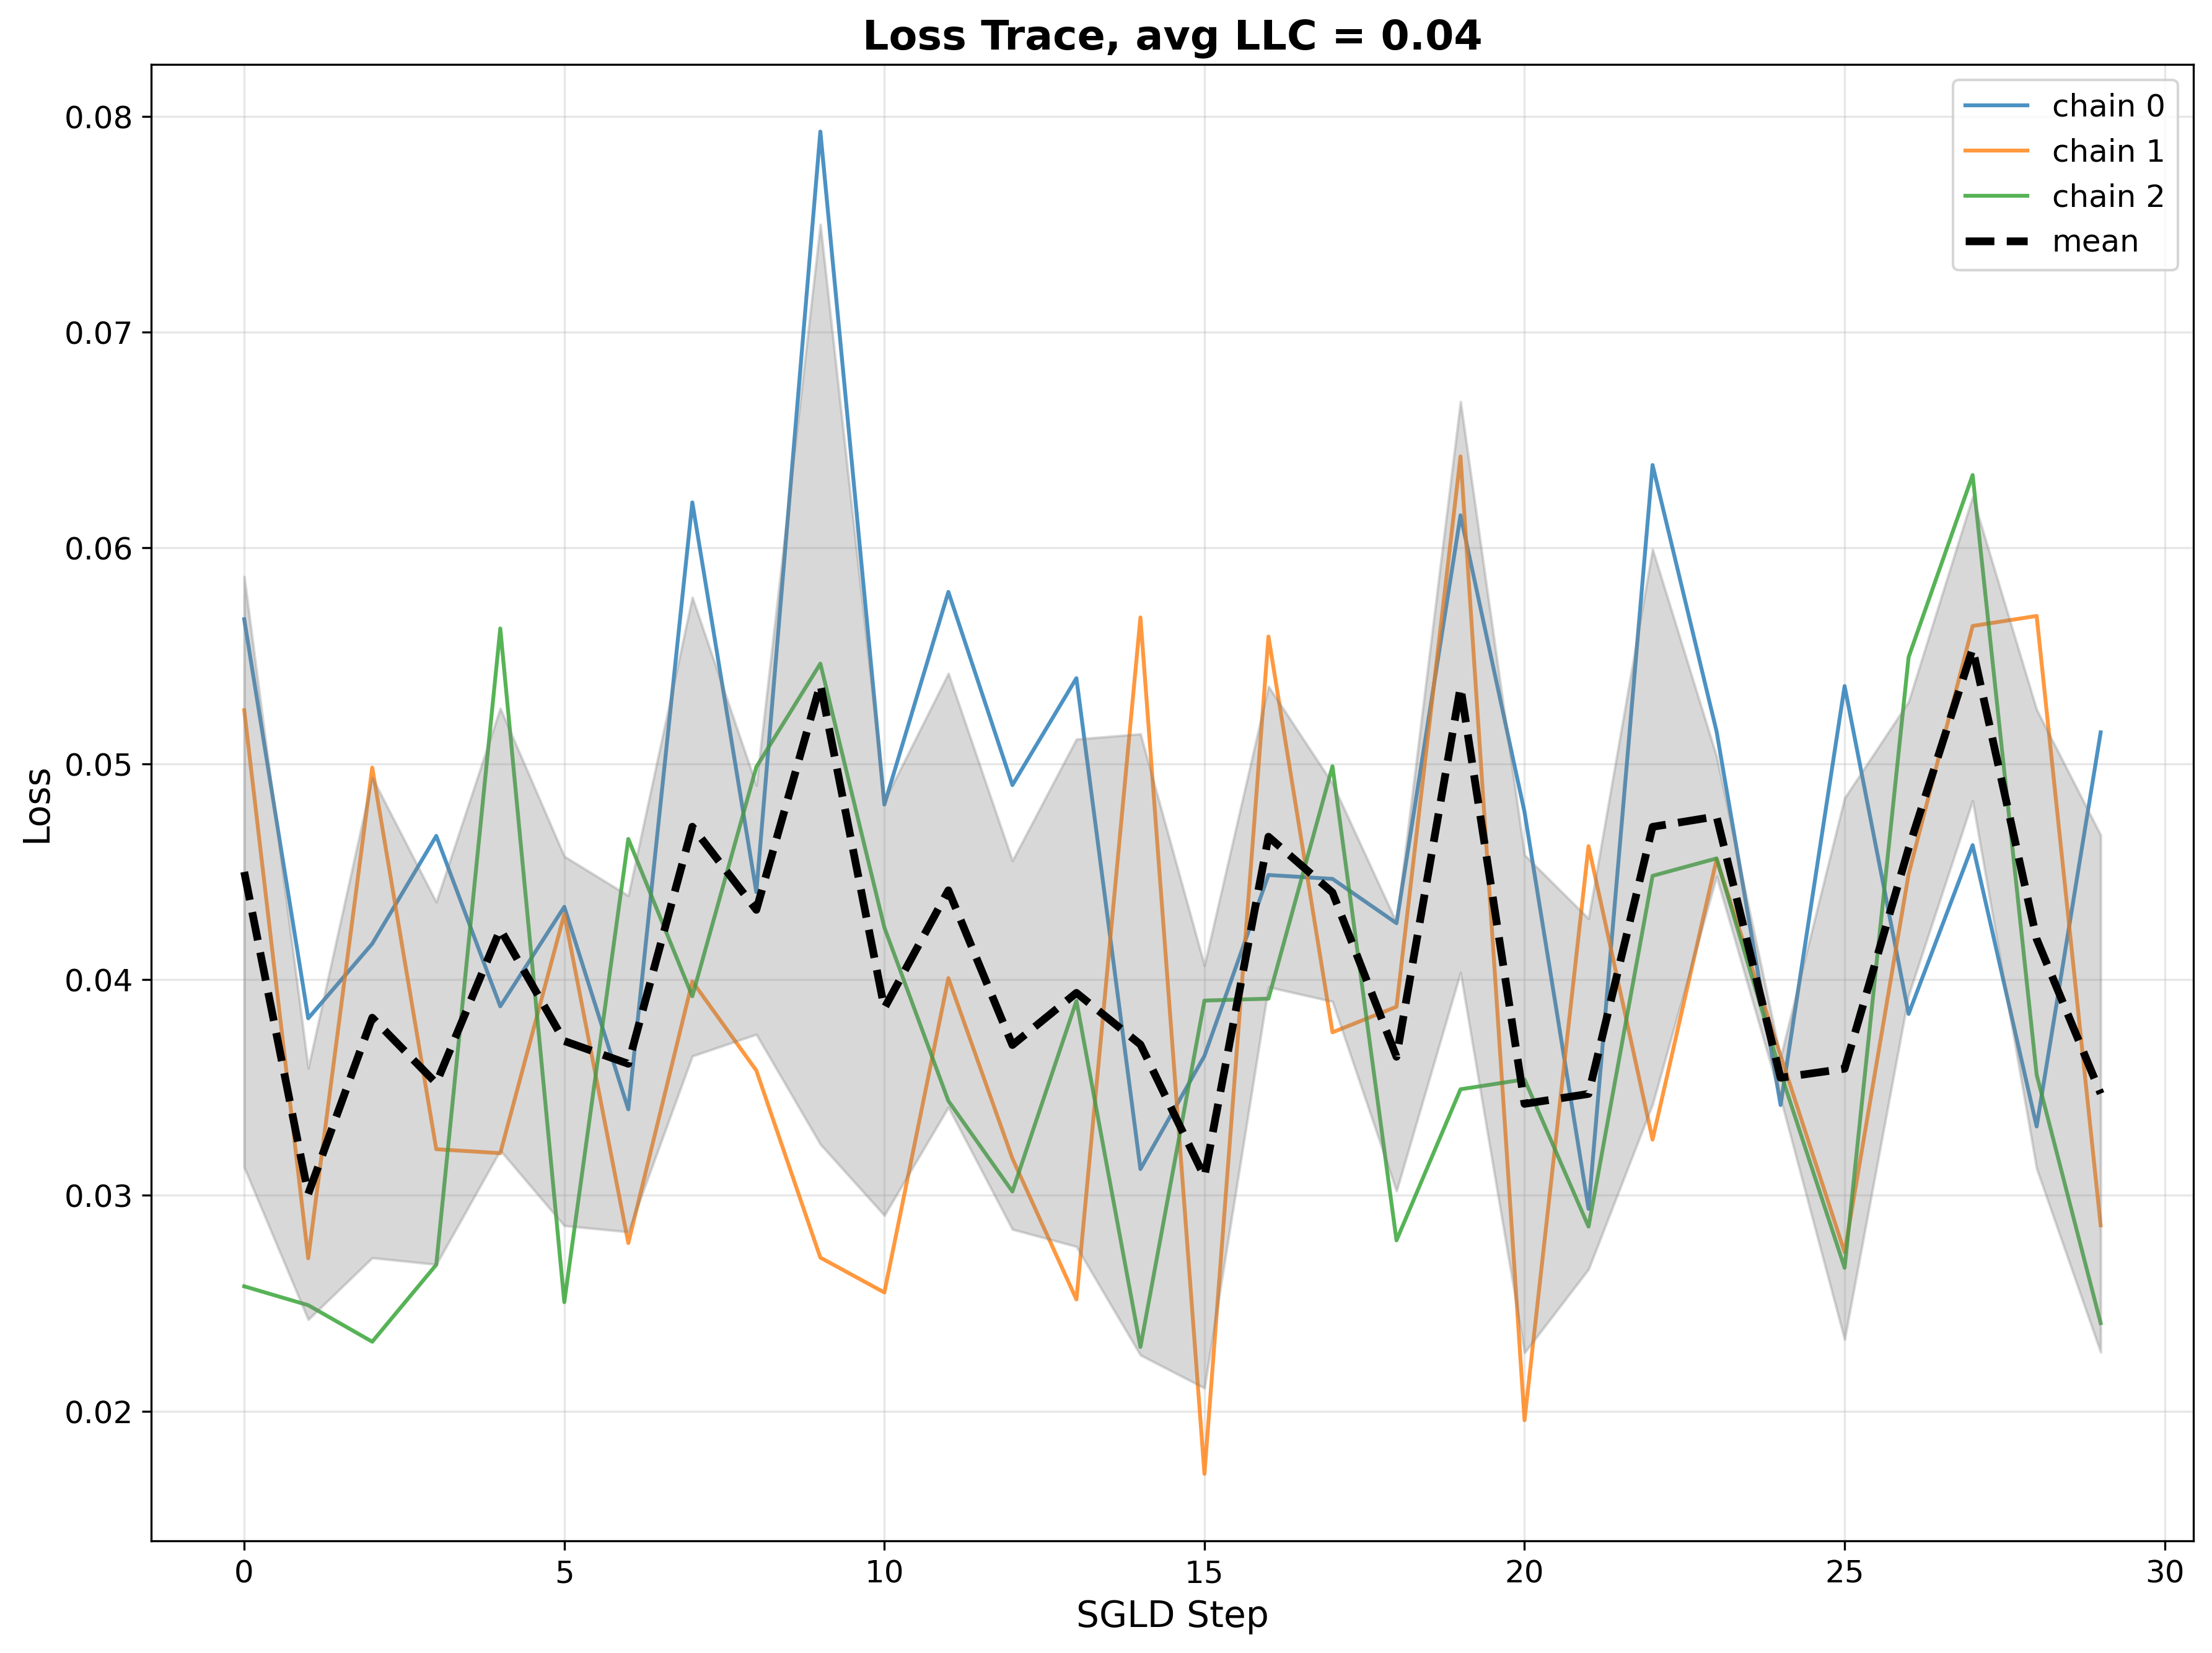 Loss Trace, avg LLC = 0.04
chain 0
chain 1
chain 2
mean
Loss
0.08
0.07
0.06
0.05
0.04
0.03
0.02
0 5 10 15 20 25 30
SGLD Step